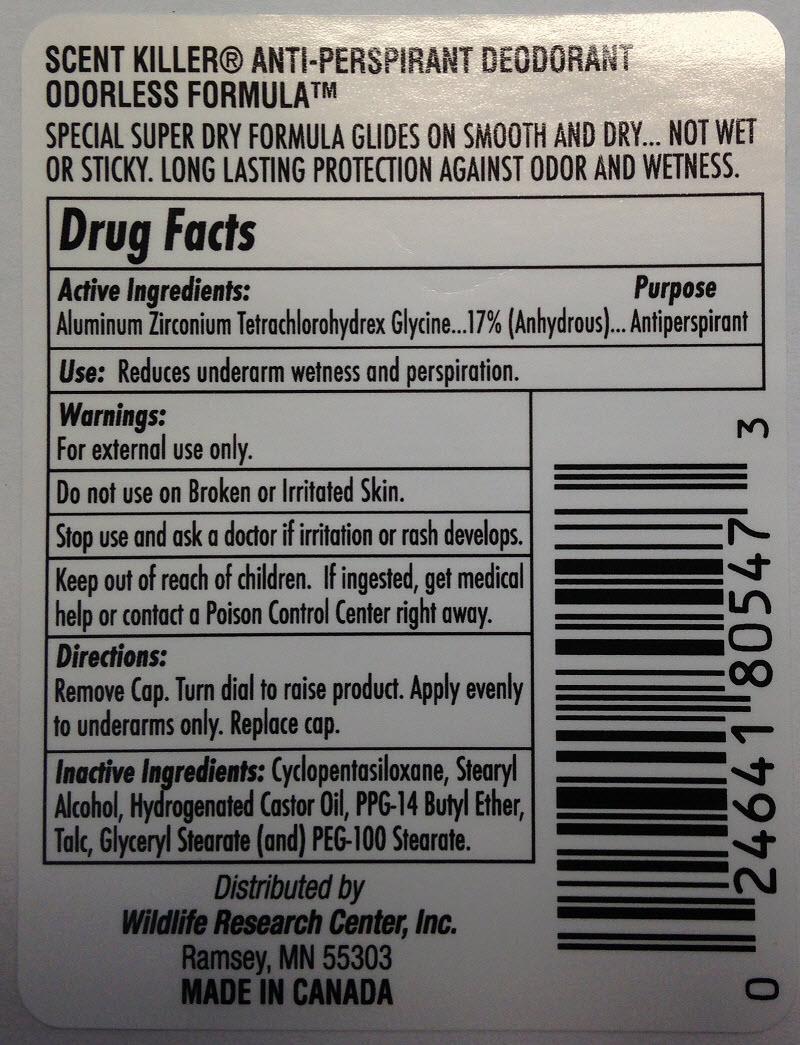 SCENT KILLER® ANTI-PERSPIRANT DEODORANT
ODORLESS FORMULA™
SPECIAL SUPER DRY FORMULA GLIDES ON SMOOTH AND DRY... NOT WET
OR STICKY. LONG LASTING PROTECTION AGAINST ODOR AND WETNESS.
Drug Facts
Active Ingredients: Purpose
Aluminum Zirconium Tetrachlorohydrex Glycine...17% (Anhydrous)... Antiperspirant
Use: Reduces underarm wetness and perspiration.
Warnings:
For external use only.
Do not use on Broken or Irritated Skin.
Stop use and ask a doctor if irritation or rash develops.
Keep out of reach of children. If ingested, get medical
help or contact a Poison Control Center right away.
Directions:
Remove Cap. Turn dial to raise product. Apply evenly
to underarms only. Replace cap.
Inactive Ingredients: Cyclopentasiloxane, Stearyl
Alcohol, Hydrogenated Castor Oil, PPG-14 Butyl Ether,
Talc, Glyceryl Stearate (and) PEG-100 Stearate.
Distributed by
Wildlife Research Center, Inc.
Ramsey, MN 55303
MADE IN CANADA
0 24641 80547 3